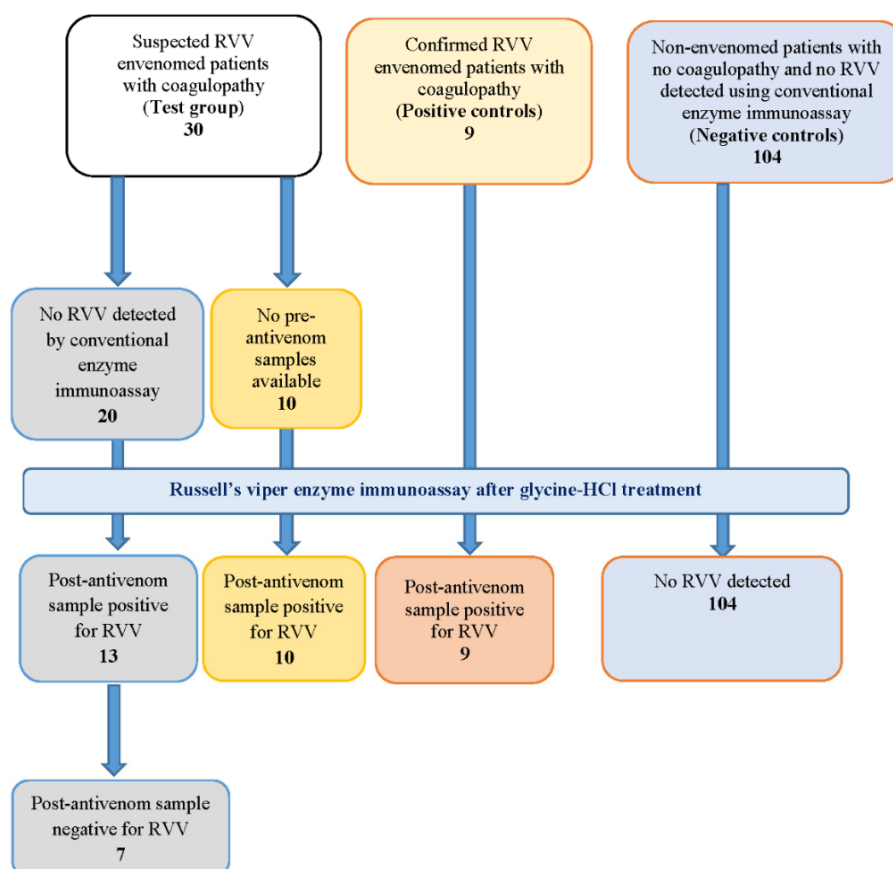 Suspected RVV
envenomed patients
with coagulopathy
(Test group)
30
Confirmed RVV
envenomed patients with
coagulopathy
(Positive controls)
9
Non-envenomed patients with
no coagulopathy and no RVV
detected using conventional
enzyme immunoassay
(Negative controls)
104
No RVV detected
by conventional
enzyme
immunoassay
20
No pre-
antivenom
samples
available
10
Russell's viper enzyme immunoassay after glycine-HCl treatment
Post-antivenom
sample positive
for RVV
13
Post-antivenom
sample positive
for RVV
10
Post-antivenom
sample positive
for RVV
9
No RVV detected
104
Post-antivenom sample
negative for RVV
7